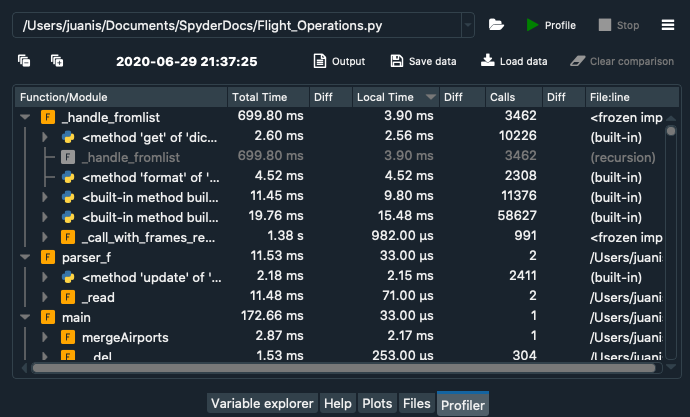 /Users/juanis/Documents/SpyderDocs/Flight_Operations.py Profile Stop
2020-06-29 21:37:25 Output Save data Load data Clear comparison
Function/Module Total Time Diff Local Time Diff Calls Diff File:line
F _handle_fromlist 699.80 ms 3.90 ms 3462 <frozen imp
<method 'get' of 'dic... 2.60 ms 2.56 ms 10226 (built-in)
F _handle_fromlist 699.80 ms 3.90 ms 3462 (recursion)
<method 'format' of '... 4.52 ms 4.52 ms 2308 (built-in)
<built-in method buil... 11.45 ms 9.80 ms 11376 (built-in)
<built-in method buil... 19.76 ms 15.48 ms 58627 (built-in)
F _call_with_frames_re... 1.38 s 982.00 µs 991 <frozen imp
F parser_f 11.53 ms 33.00 µs 2 /Users/juani
<method 'update' of '... 2.18 ms 2.15 ms 2411 (built-in)
F _read 11.48 ms 71.00 µs 2 /Users/juani
F main 172.66 ms 33.00 µs 1 /Users/juani
F mergeAirports 2.87 ms 2.17 ms 1 /Users/juani
F __del__ 1.53 ms 253.00 µs 304 /Users/juani
Variable explorer Help Plots Files Profiler